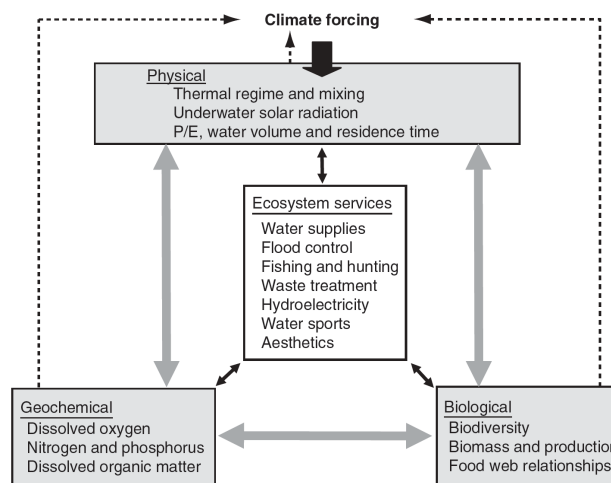 Climate forcing
Physical
Thermal regime and mixing
Underwater solar radiation
P/E, water volume and residence time
Ecosystem services
Water supplies
Flood control
Fishing and hunting
Waste treatment
Hydroelectricity
Water sports
Aesthetics
Geochemical
Dissolved oxygen
Nitrogen and phosphorus
Dissolved organic matter
Biological
Biodiversity
Biomass and production
Food web relationships